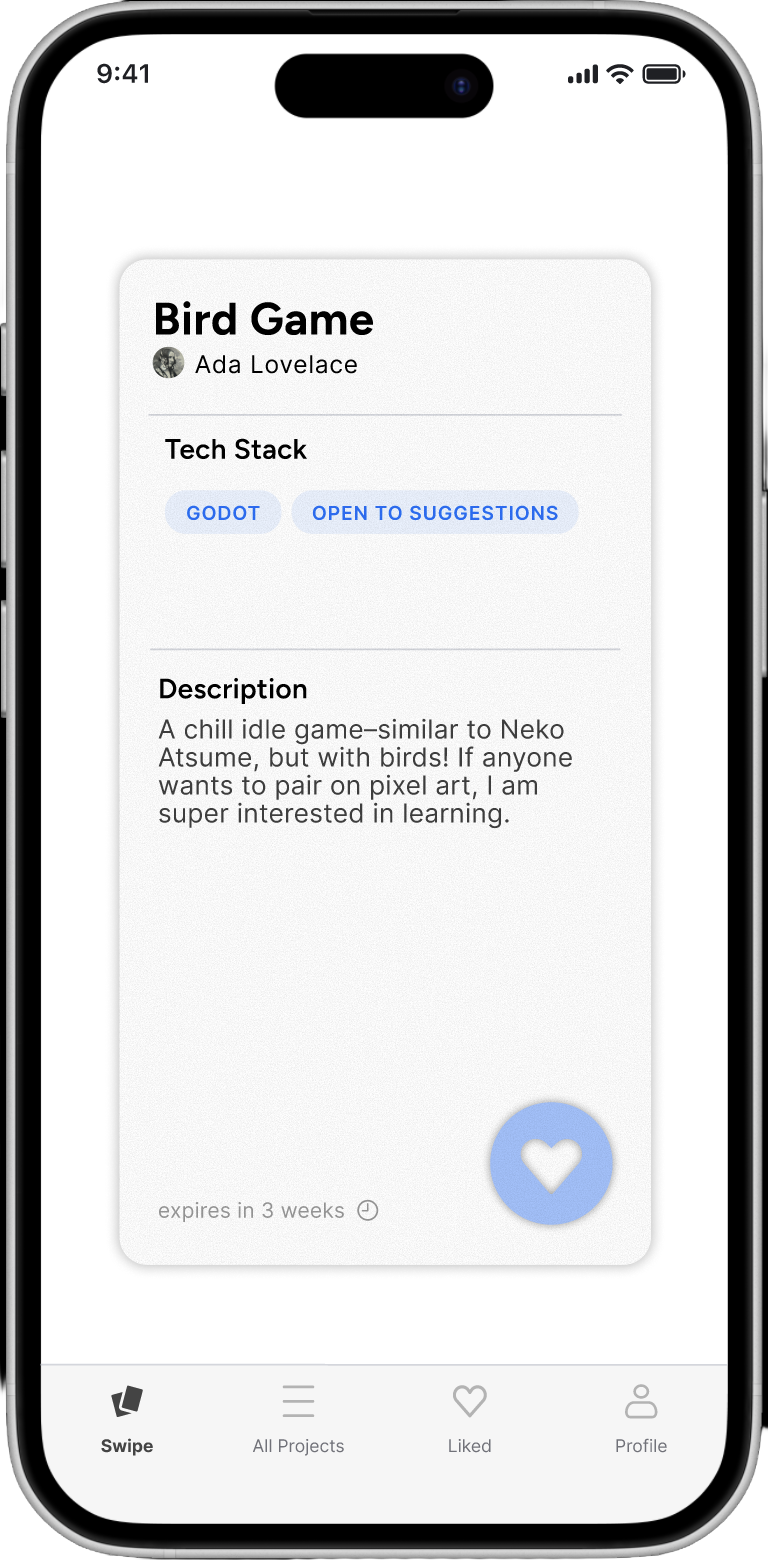 9:41
Bird Game
Ada Lovelace
Tech Stack
GODOT OPEN TO SUGGESTIONS
Description
A chill idle game–similar to Neko
Atsume, but with birds! If anyone
wants to pair on pixel art, I am
super interested in learning.
expires in 3 weeks
Swipe All Projects Liked Profile